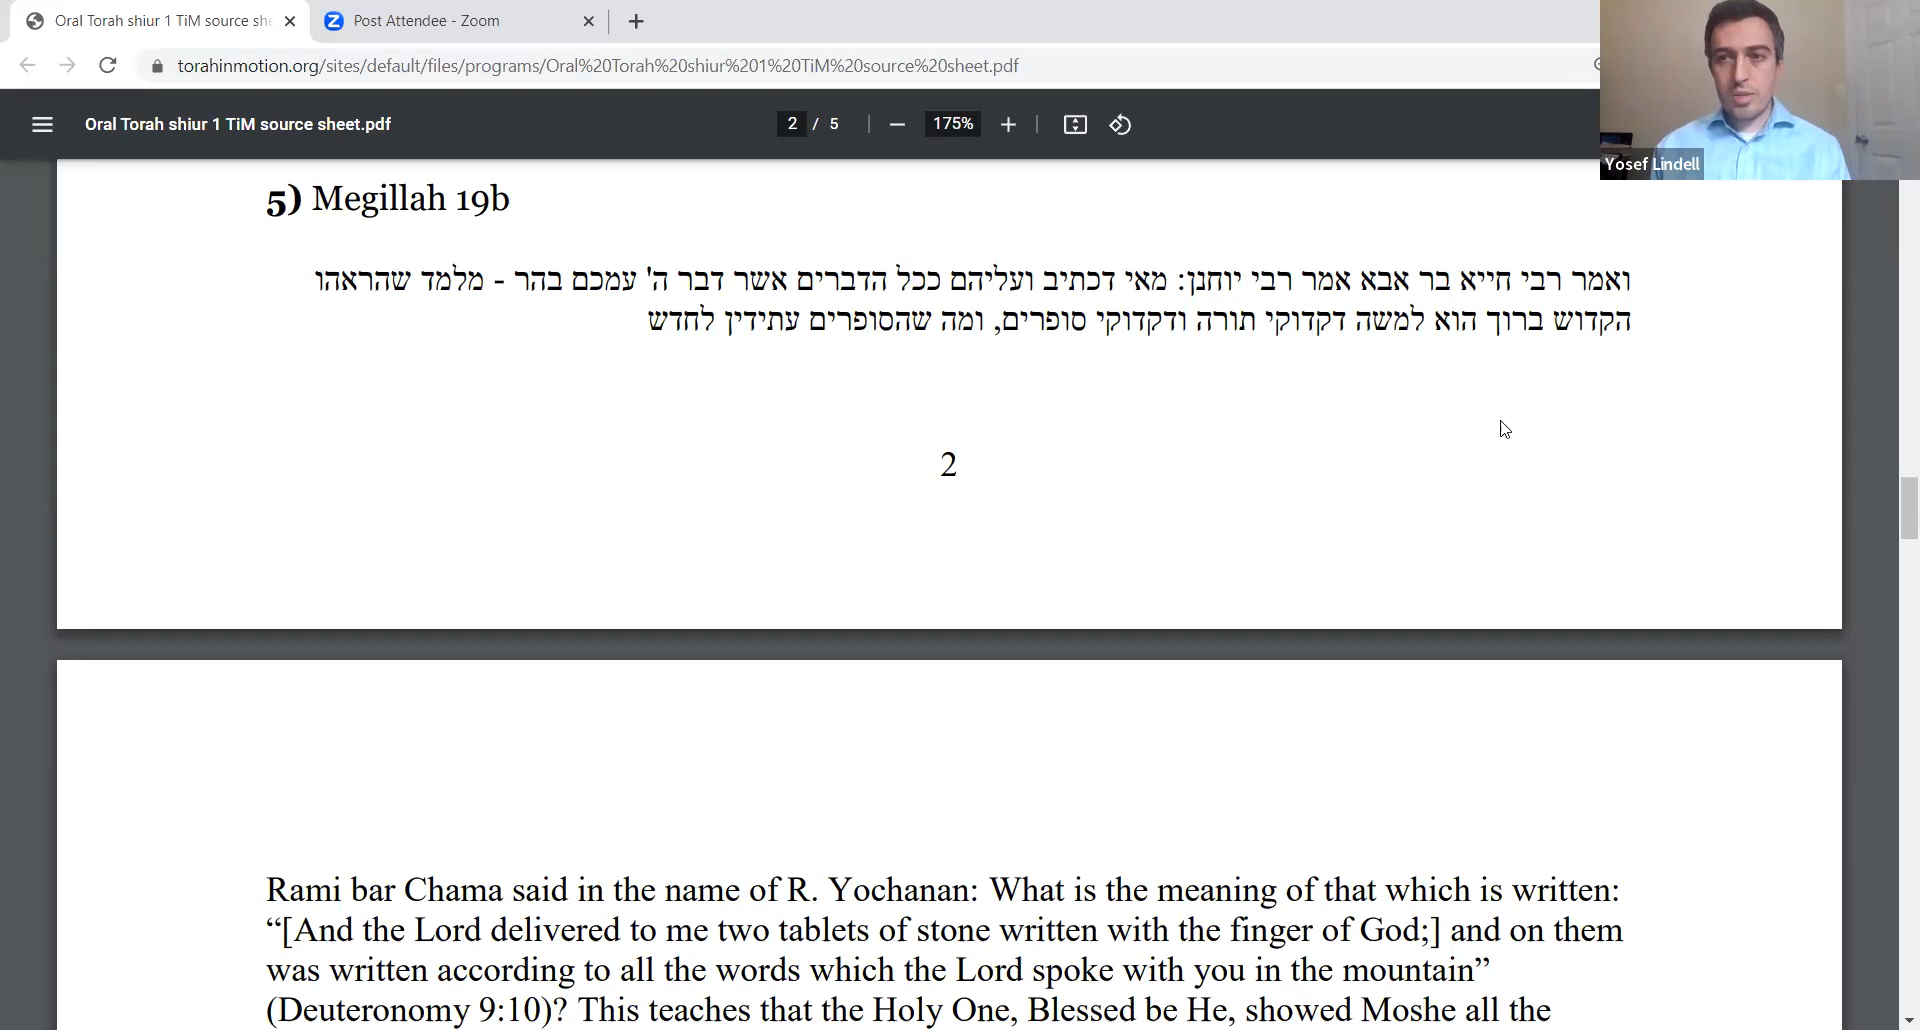 Oral Torah shiur 1 TiM source she
Post Attendee - Zoom
torahinmotion.org/sites/default/files/programs/Oral%20Torah%20shiur%201%20TiM%20source%20sheet.pdf
Oral Torah shiur 1 TiM source sheet.pdf
2 / 5
175%
Yosef Lindell
5) Megillah 19b
ואמר רבי חייא בר אבא אמר רבי יוחנן: מאי דכתיב ועליהם ככל הדברים אשר דבר ה' עמכם בהר - מלמד שהראהו
הקדוש ברוך הוא למשה דקדוקי תורה ודקדוקי סופרים, ומה שהסופרים עתידין לחדש
2
Rami bar Chama said in the name of R. Yochanan: What is the meaning of that which is written:
“[And the Lord delivered to me two tablets of stone written with the finger of God;] and on them
was written according to all the words which the Lord spoke with you in the mountain”
(Deuteronomy 9:10)? This teaches that the Holy One, Blessed be He, showed Moshe all the